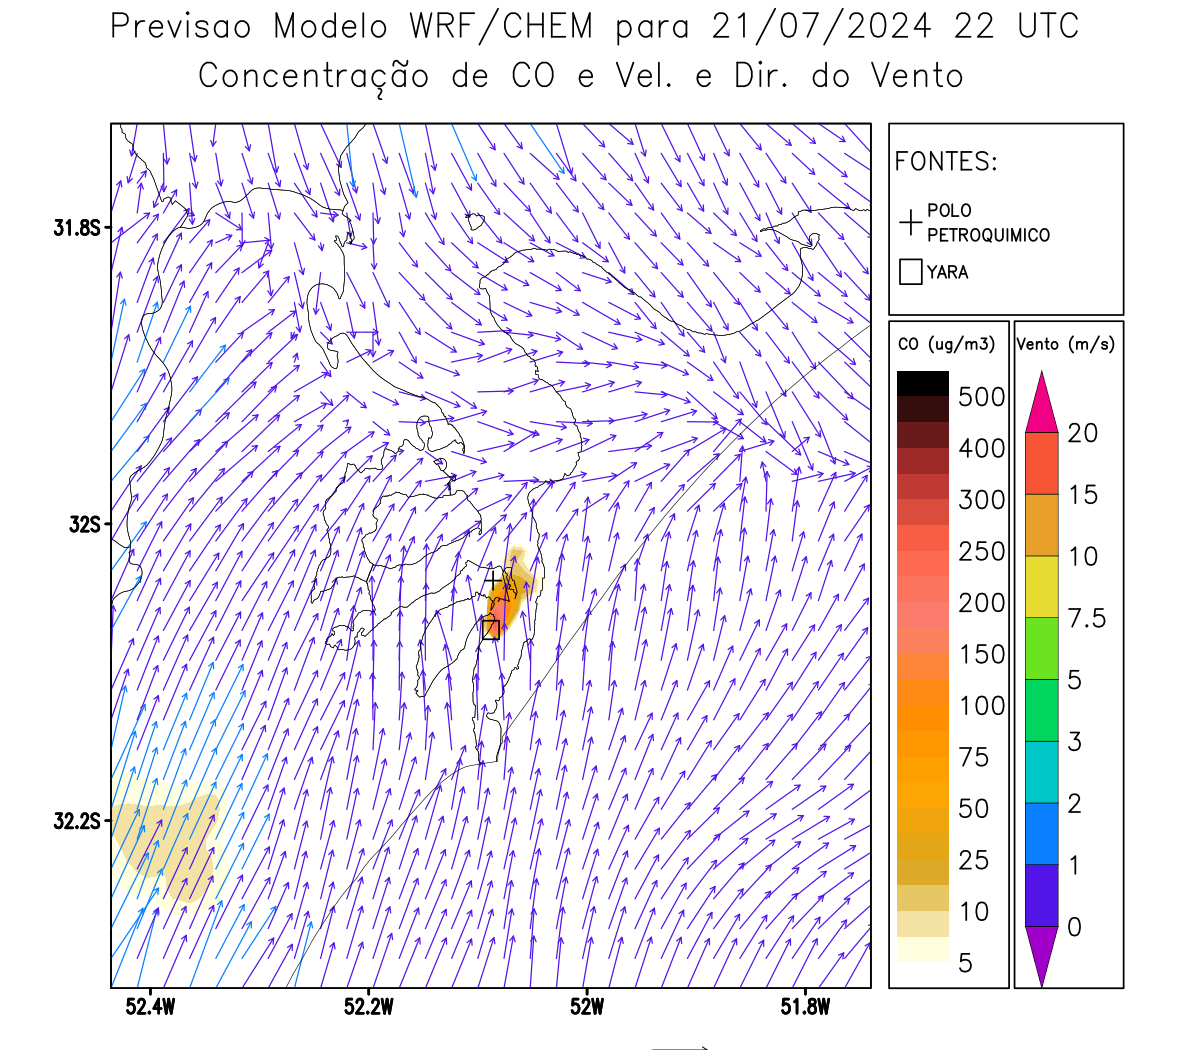 Previsao Modelo WRF/CHEM para 21/07/2024 22 UTC
Concentração de CO e Vel. e Dir. do Vento
FONTES:
POLO
PETROQUIMICO
YARA
CO (ug/m3)
500
400
300
250
200
150
100
75
50
25
10
5
Vento (m/s)
20
15
10
7.5
5
3
2
1
0
31.8S
32S
32.2S
52.4W
52.2W
52W
51.8W